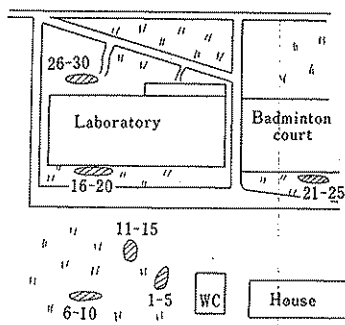 26-30
Laboratory
Badminton
court
16-20
21-25
11-15
1-5
6-10
WC
House